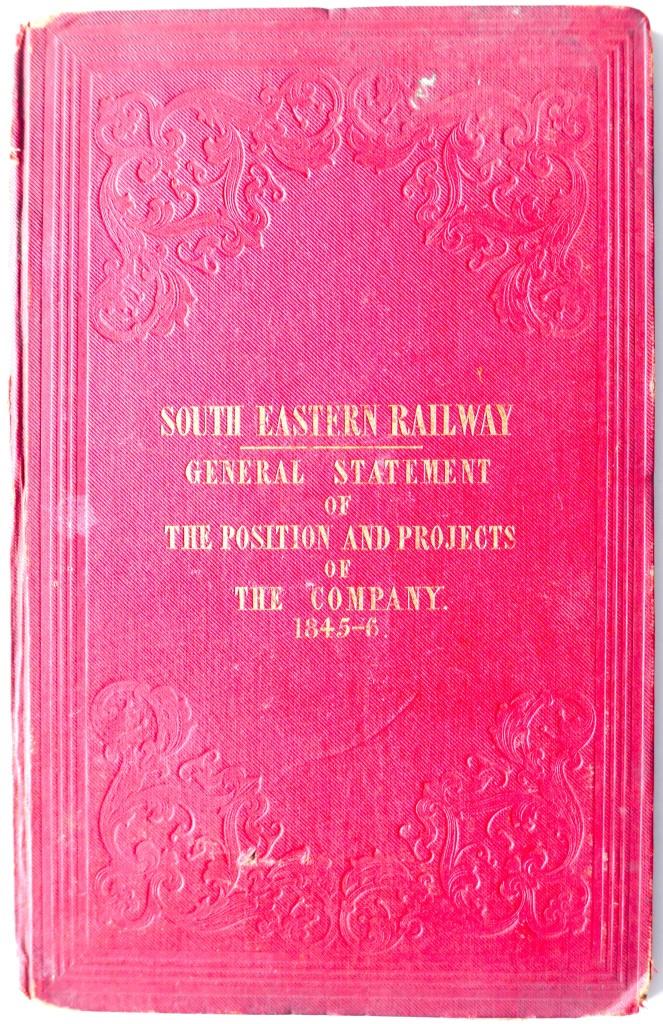 SOUTH EASTERN RAILWAY
GENERAL STATEMENT
OF
THE POSITION AND PROJECTS
OF
THE COMPANY.
1845-6.